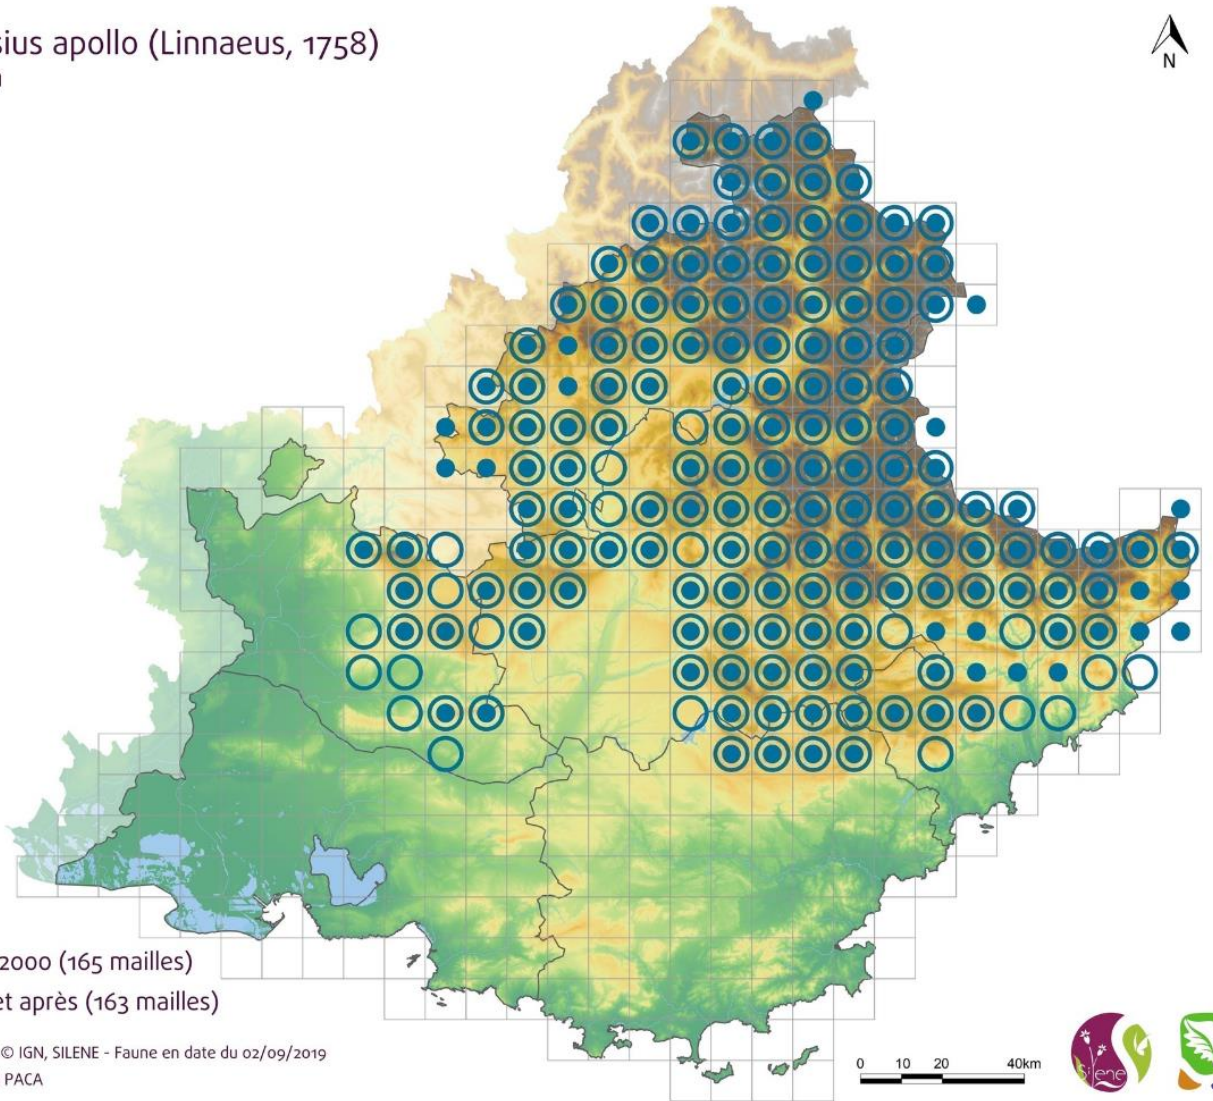 sius apollo (Linnaeus, 1758)
N
2000 (165 mailles)
et après (163 mailles)
© IGN, SILENE - Faune en date du 02/09/2019
PACA
0 10 20 40km
Silene